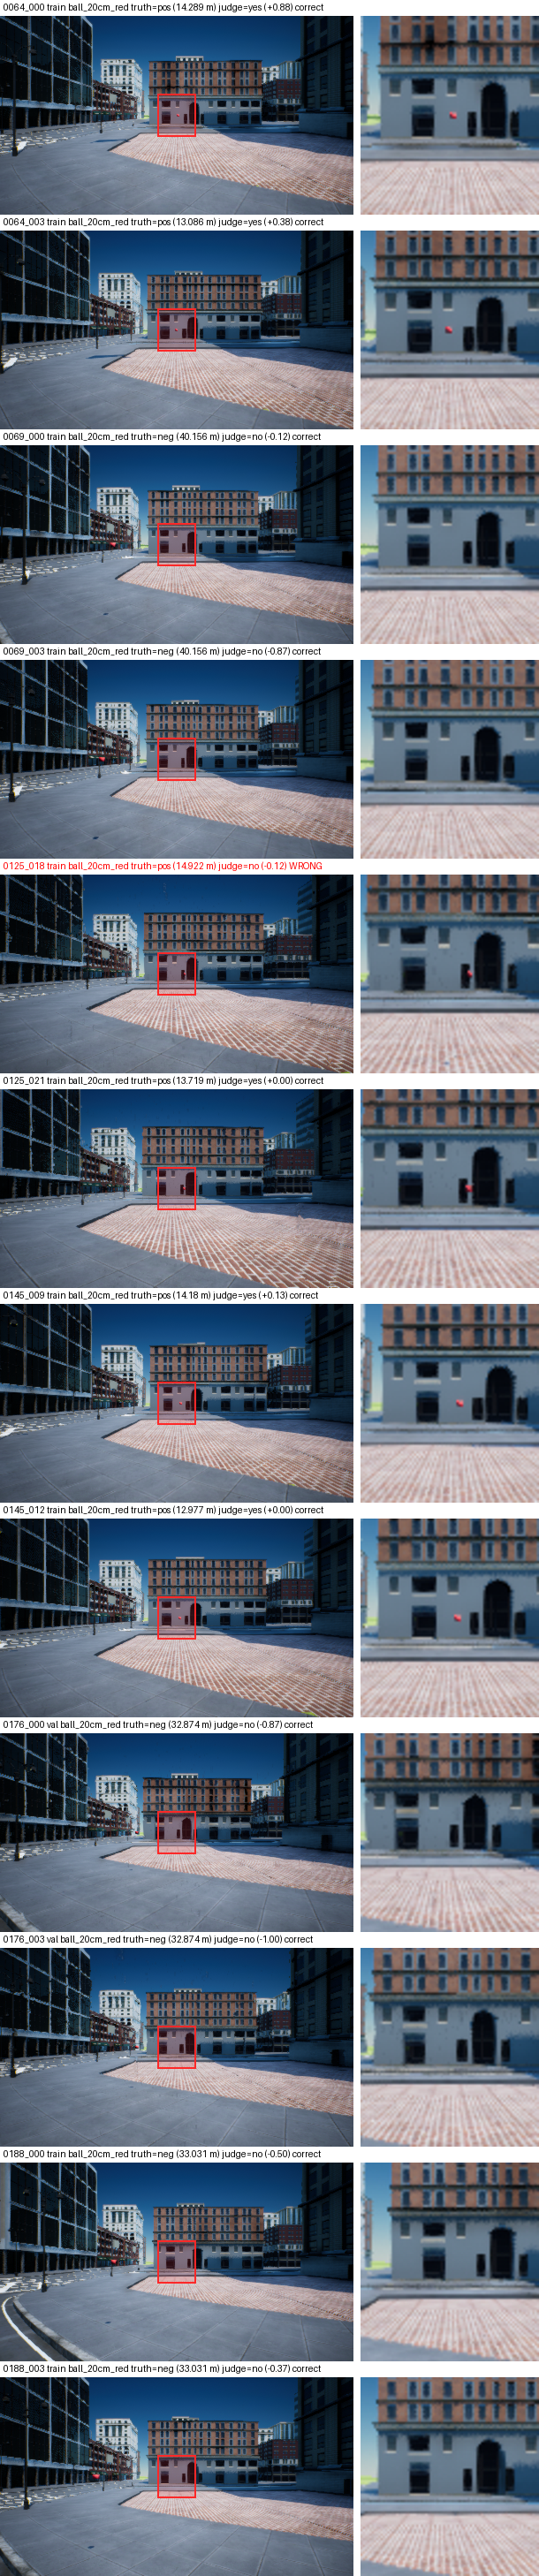 0064_000 train ball_20cm_red truth=pos (14.289 m) judge=yes (+0.88) correct
0064_003 train ball_20cm_red truth=pos (13.086 m) judge=yes (+0.38) correct
0069_000 train ball_20cm_red truth=neg (40.156 m) judge=no (-0.12) correct
0069_003 train ball_20cm_red truth=neg (40.156 m) judge=no (-0.87) correct
0125_018 train ball_20cm_red truth=pos (14.922 m) judge=no (-0.12) WRONG
0125_021 train ball_20cm_red truth=pos (13.719 m) judge=yes (+0.00) correct
0145_009 train ball_20cm_red truth=pos (14.18 m) judge=yes (+0.13) correct
0145_012 train ball_20cm_red truth=pos (12.977 m) judge=yes (+0.00) correct
0176_000 val ball_20cm_red truth=neg (32.874 m) judge=no (-0.87) correct
0176_003 val ball_20cm_red truth=neg (32.874 m) judge=no (-1.00) correct
0188_000 train ball_20cm_red truth=neg (33.031 m) judge=no (-0.50) correct
0188_003 train ball_20cm_red truth=neg (33.031 m) judge=no (-0.37) correct